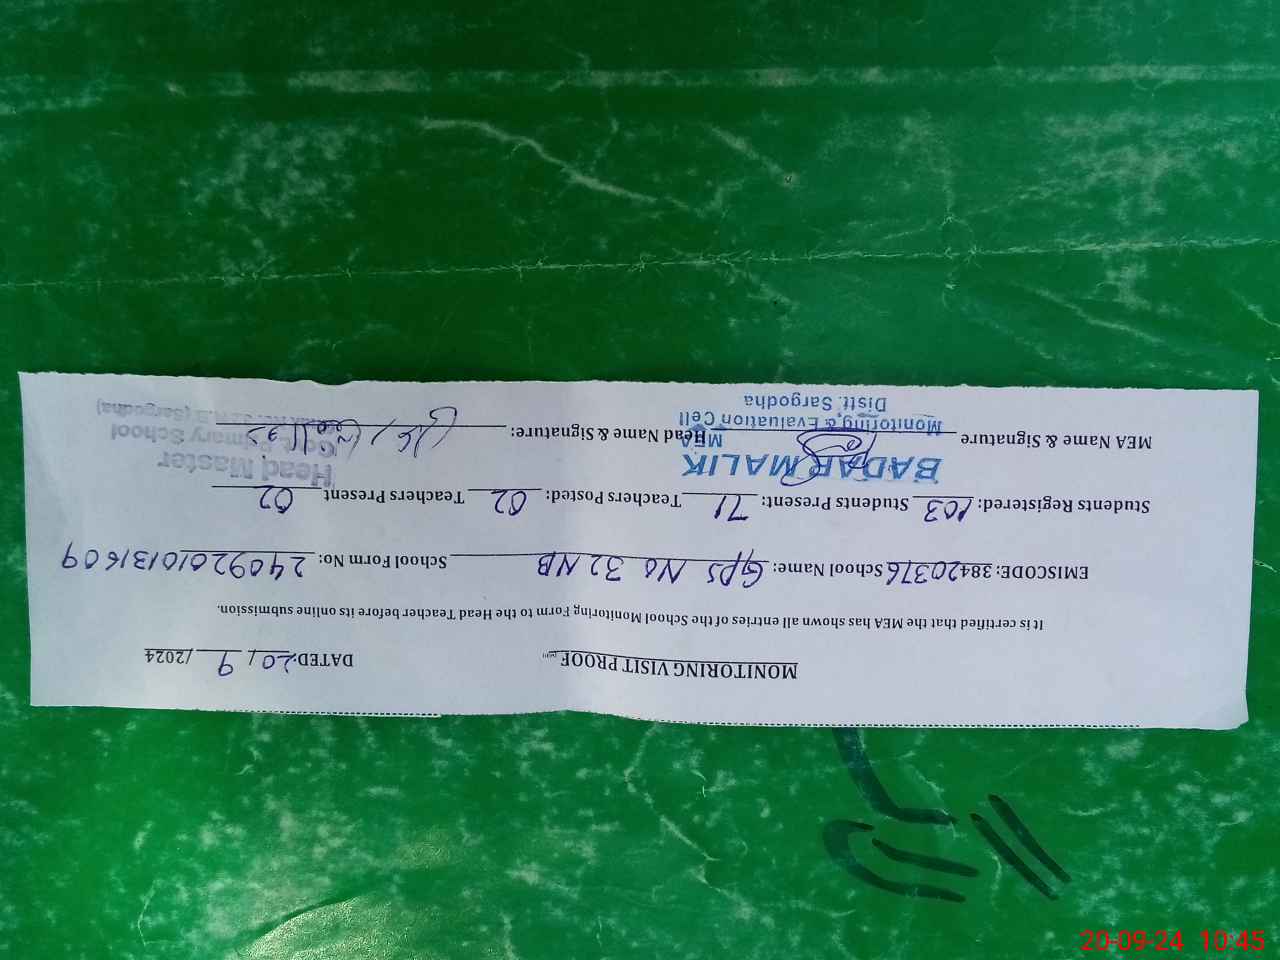 MONITORING VISIT PROOF DATED: 20/ 9 /2024
It is certified that the MEA has shown all entries of the School Monitoring Form to the Head Teacher before its online submission.
EMISCODE: 38420376 School Name: GPS No 32 NB School Form No: 240920101131609
Students Registered: 103 Students Present: 71 Teachers Posted: 02 Teachers Present 02
BADAR MALIK
MEA
Monitoring & Evaluation Cell
Distt. Sargodha
Head Master
Govt. Primary School
(Sargodha)
MEA Name & Signature Head Name & Signature:
20-09-24 10:45